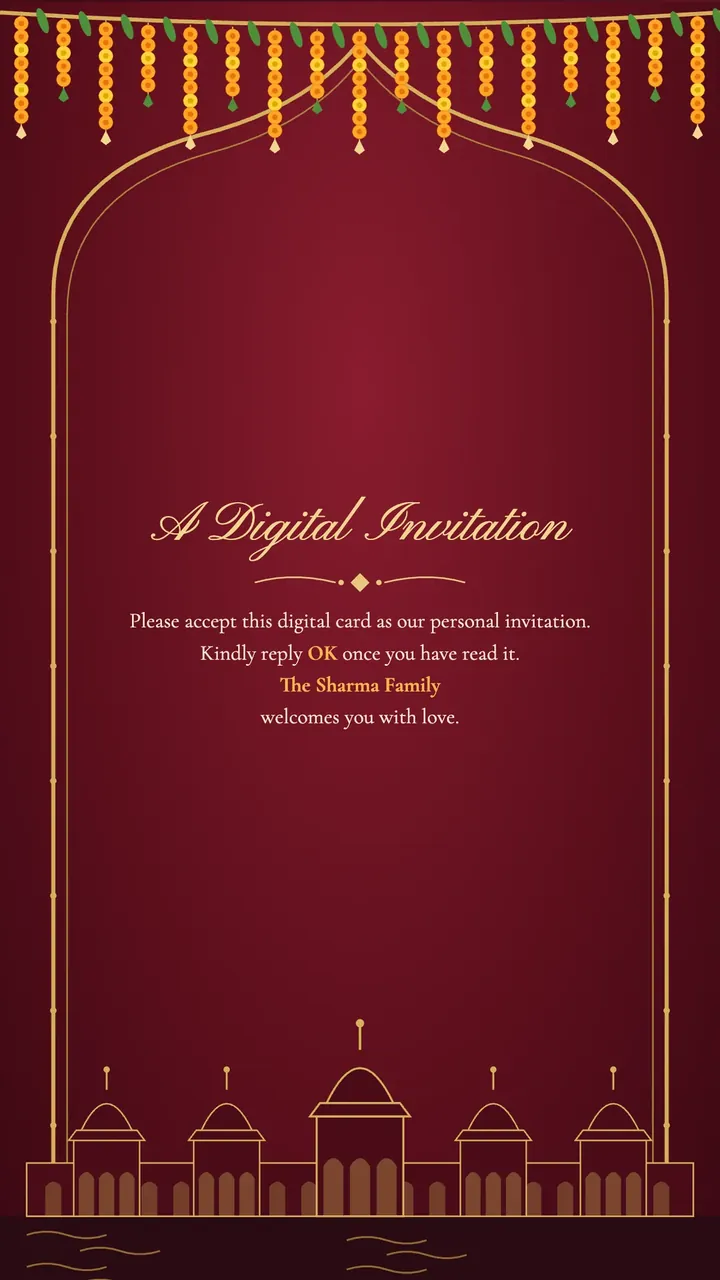 A Digital Invitation
Please accept this digital card as our personal invitation.
Kindly reply OK once you have read it.
The Sharma Family
welcomes you with love.